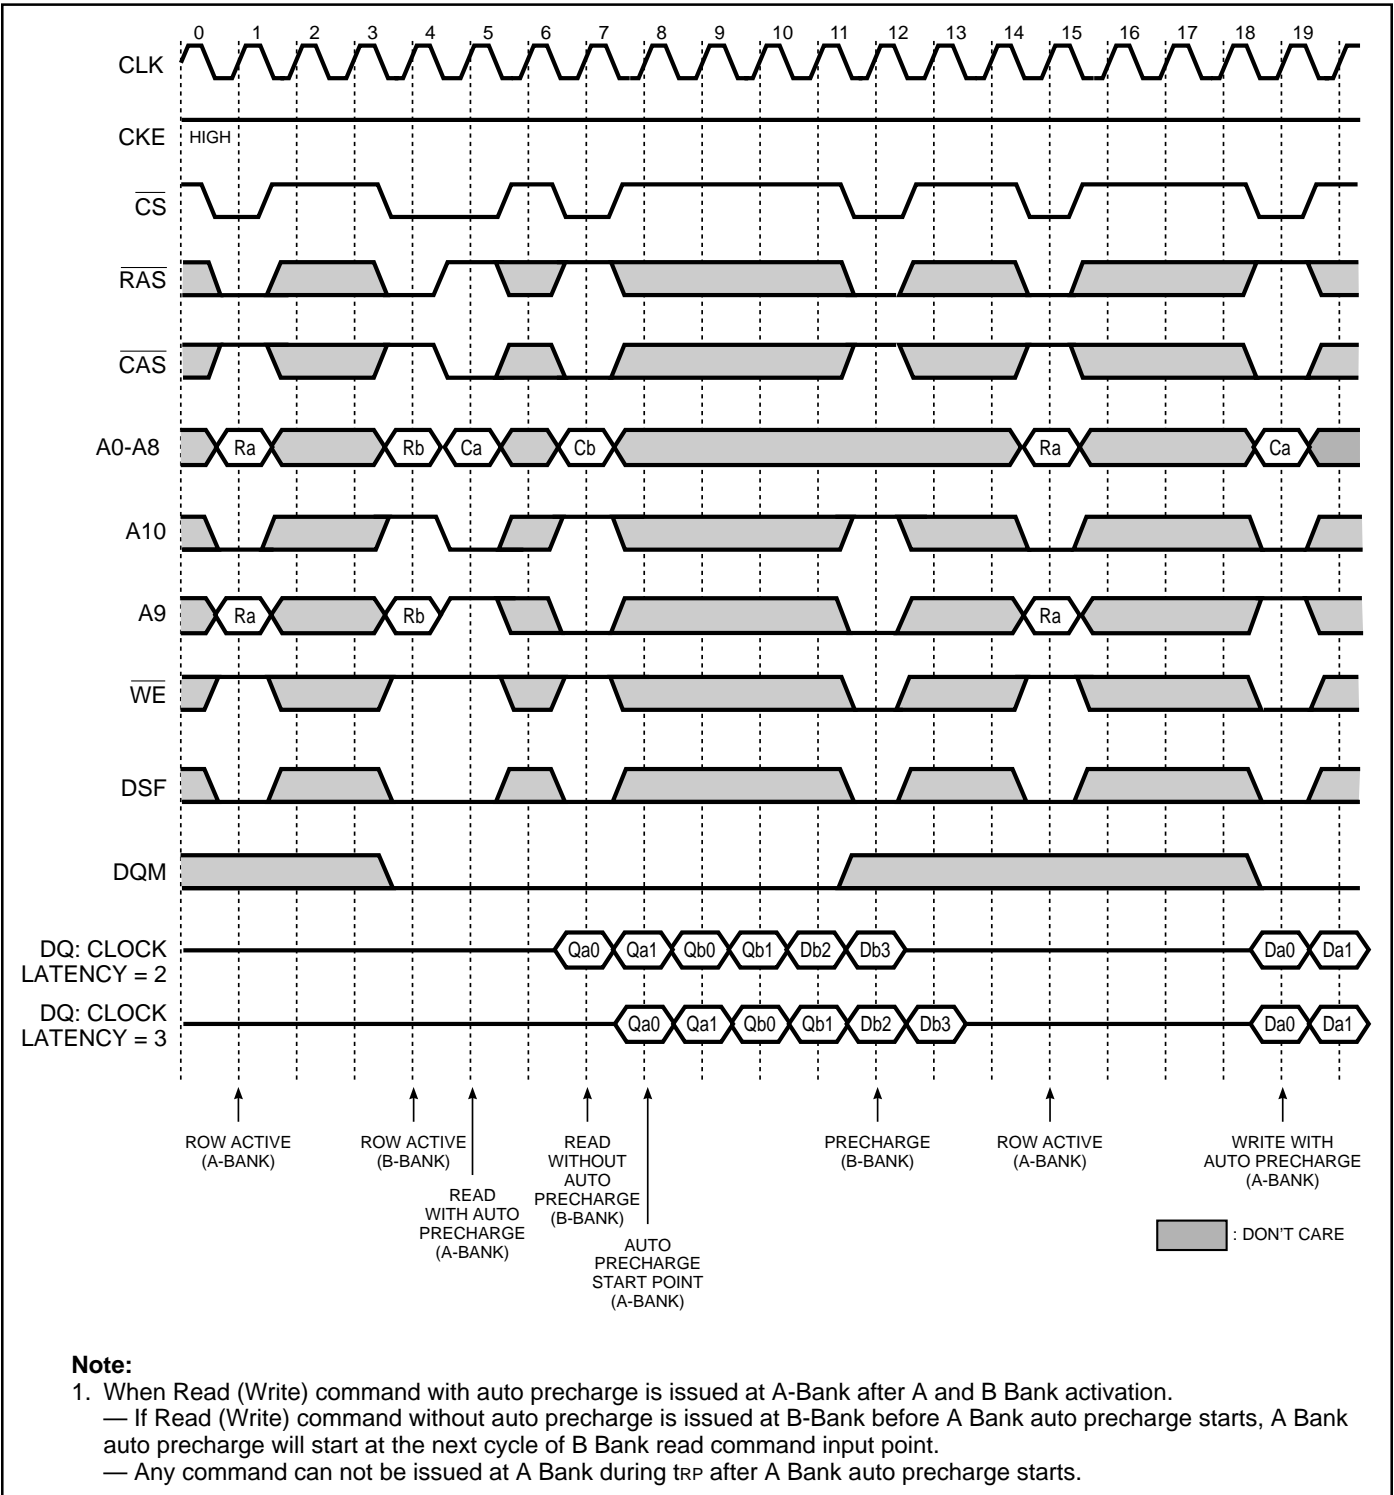 0 1 2 3 4 5 6 7 8 9 10 11 12 13 14 15 16 17 18 19
CLK
CKE HIGH
CS
RAS
CAS
A0-A8 Ra Rb Ca Cb Ra Ca
A10
A9 Ra Rb Ra
WE
DSF
DQM
DQ: CLOCK
LATENCY = 2
Qa0 Qa1 Qb0 Qb1 Db2 Db3 Da0 Da1
DQ: CLOCK
LATENCY = 3
Qa0 Qa1 Qb0 Qb1 Db2 Db3 Da0 Da1
ROW ACTIVE
(A-BANK)
ROW ACTIVE
(B-BANK)
READ
WITH AUTO
PRECHARGE
(A-BANK)
READ
WITHOUT
AUTO
PRECHARGE
(B-BANK)
AUTO
PRECHARGE
START POINT
(A-BANK)
PRECHARGE
(B-BANK)
ROW ACTIVE
(A-BANK)
WRITE WITH
AUTO PRECHARGE
(A-BANK)
: DON'T CARE
Note:
1. When Read (Write) command with auto precharge is issued at A-Bank after A and B Bank activation.
— If Read (Write) command without auto precharge is issued at B-Bank before A Bank auto precharge starts, A Bank
auto precharge will start at the next cycle of B Bank read command input point.
— Any command can not be issued at A Bank during tRP after A Bank auto precharge starts.